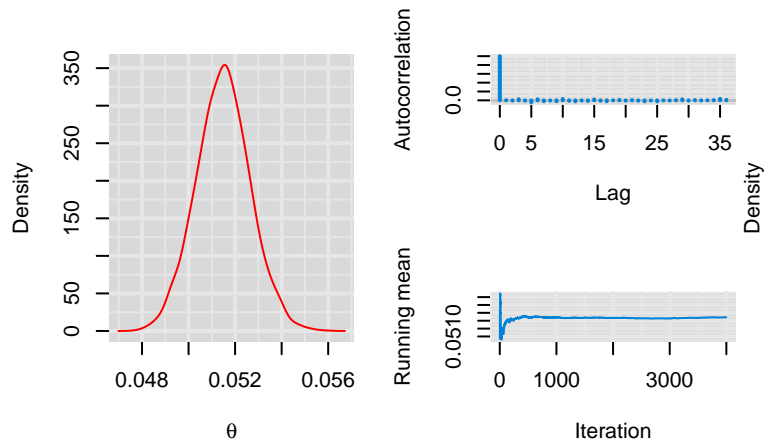 Density
0
50
150
250
350
0.048
0.052
0.056
θ
Autocorrelation
0.0
0
5
15
25
35
Lag
Density
Running mean
0.0510
0
1000
3000
Iteration